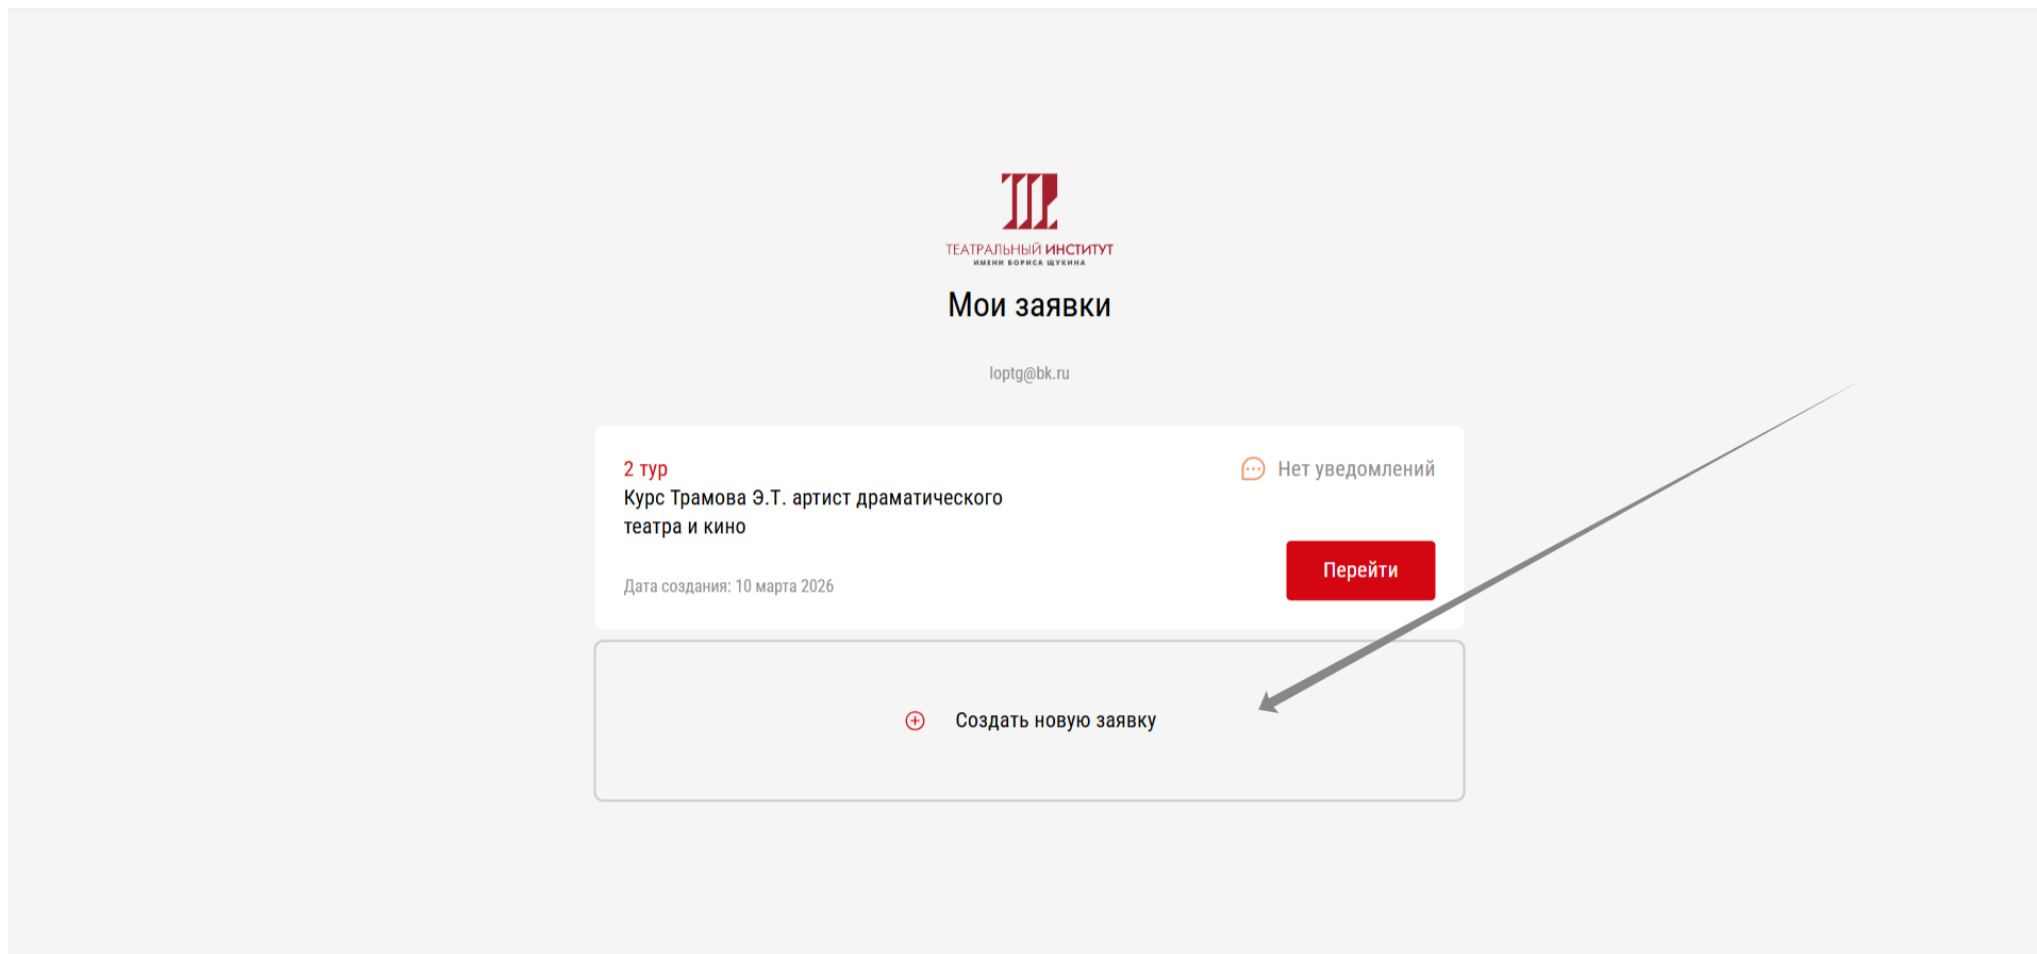 ТЕАТРАЛЬНЫЙ ИНСТИТУТ
ИМЕНИ БОРИСА ЩУКИНА
Мои заявки
loptg@bk.ru
2 тур
Нет уведомлений
Курс Трамова Э.Т. артист драматического
театра и кино
Перейти
Дата создания: 10 марта 2026
Создать новую заявку